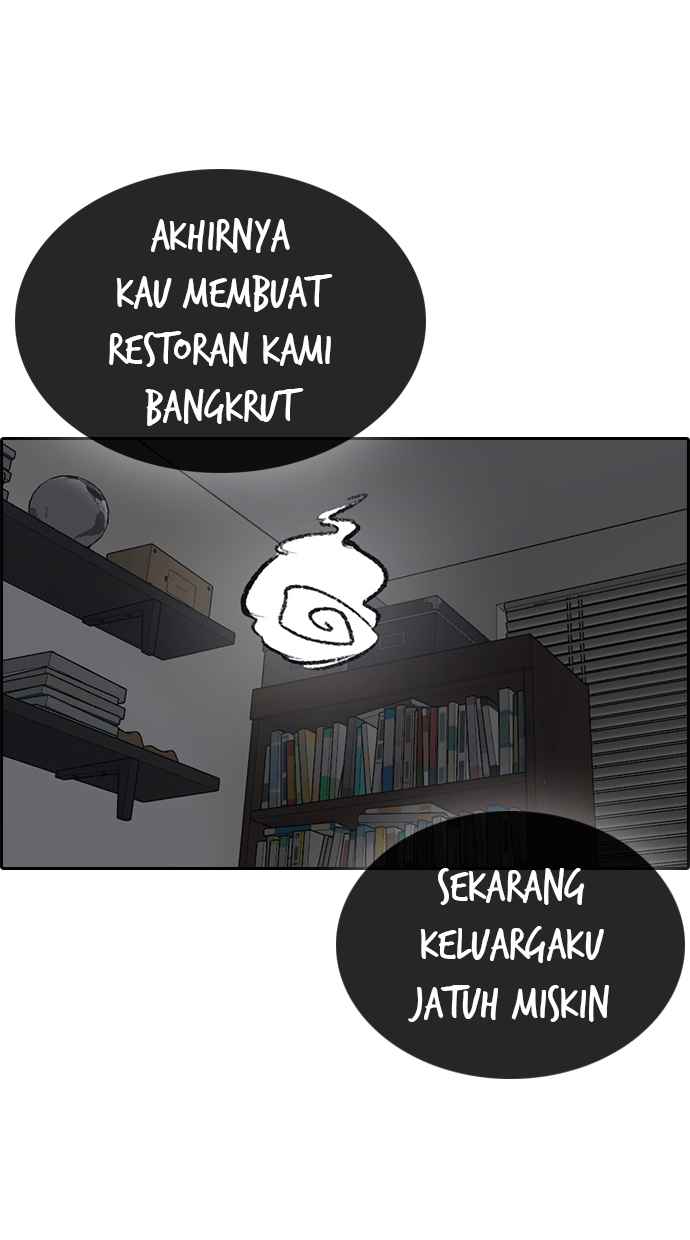 AKHIRNYA
KAU MEMBUAT
RESTORAN KAMI
BANGKRUT
SEKARANG
KELUARGAKU
JATUH MISKIN